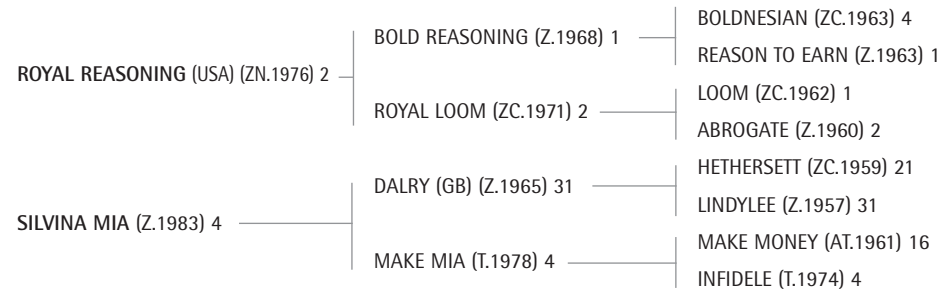 BOLDNESIAN (ZC.1963) 4
BOLD REASONING (Z.1968) 1
REASON TO EARN (Z.1963) 1
ROYAL REASONING (USA) (ZN.1976) 2
LOOM (ZC.1962) 1
ROYAL LOOM (ZC.1971) 2
ABROGATE (Z.1960) 2
HETHERSETT (ZC.1959) 21
DALRY (GB) (Z.1965) 31
LINDYLEE (Z.1957) 31
SILVINA MIA (Z.1983) 4
MAKE MONEY (AT.1961) 16
MAKE MIA (T.1978) 4
INFIDELE (T.1974) 4